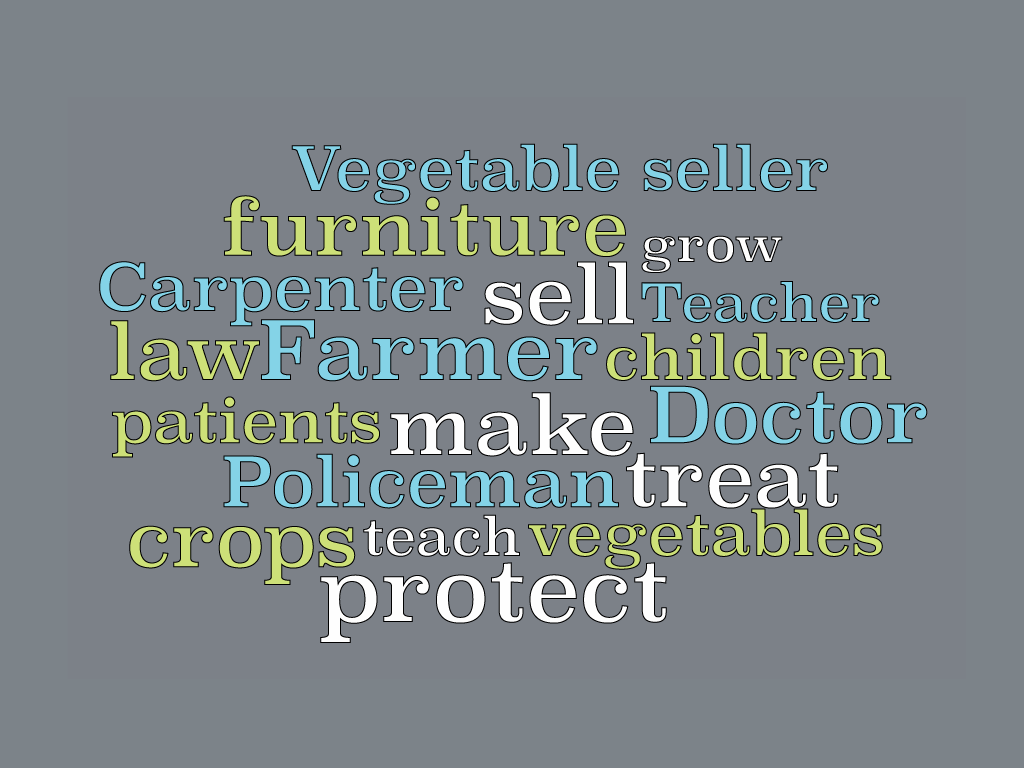 Vegetable seller
furniture grow
Carpenter sell Teacher
law Farmer children
patients make Doctor
Policeman treat
crops teach vegetables
protect